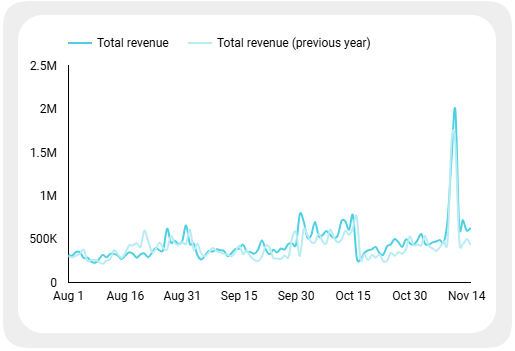 Total revenue Total revenue (previous year)
2.5M
2M
1.5M
1M
500K
0
Aug 1 Aug 16 Aug 31 Sep 15 Sep 30 Oct 15 Oct 30 Nov 14